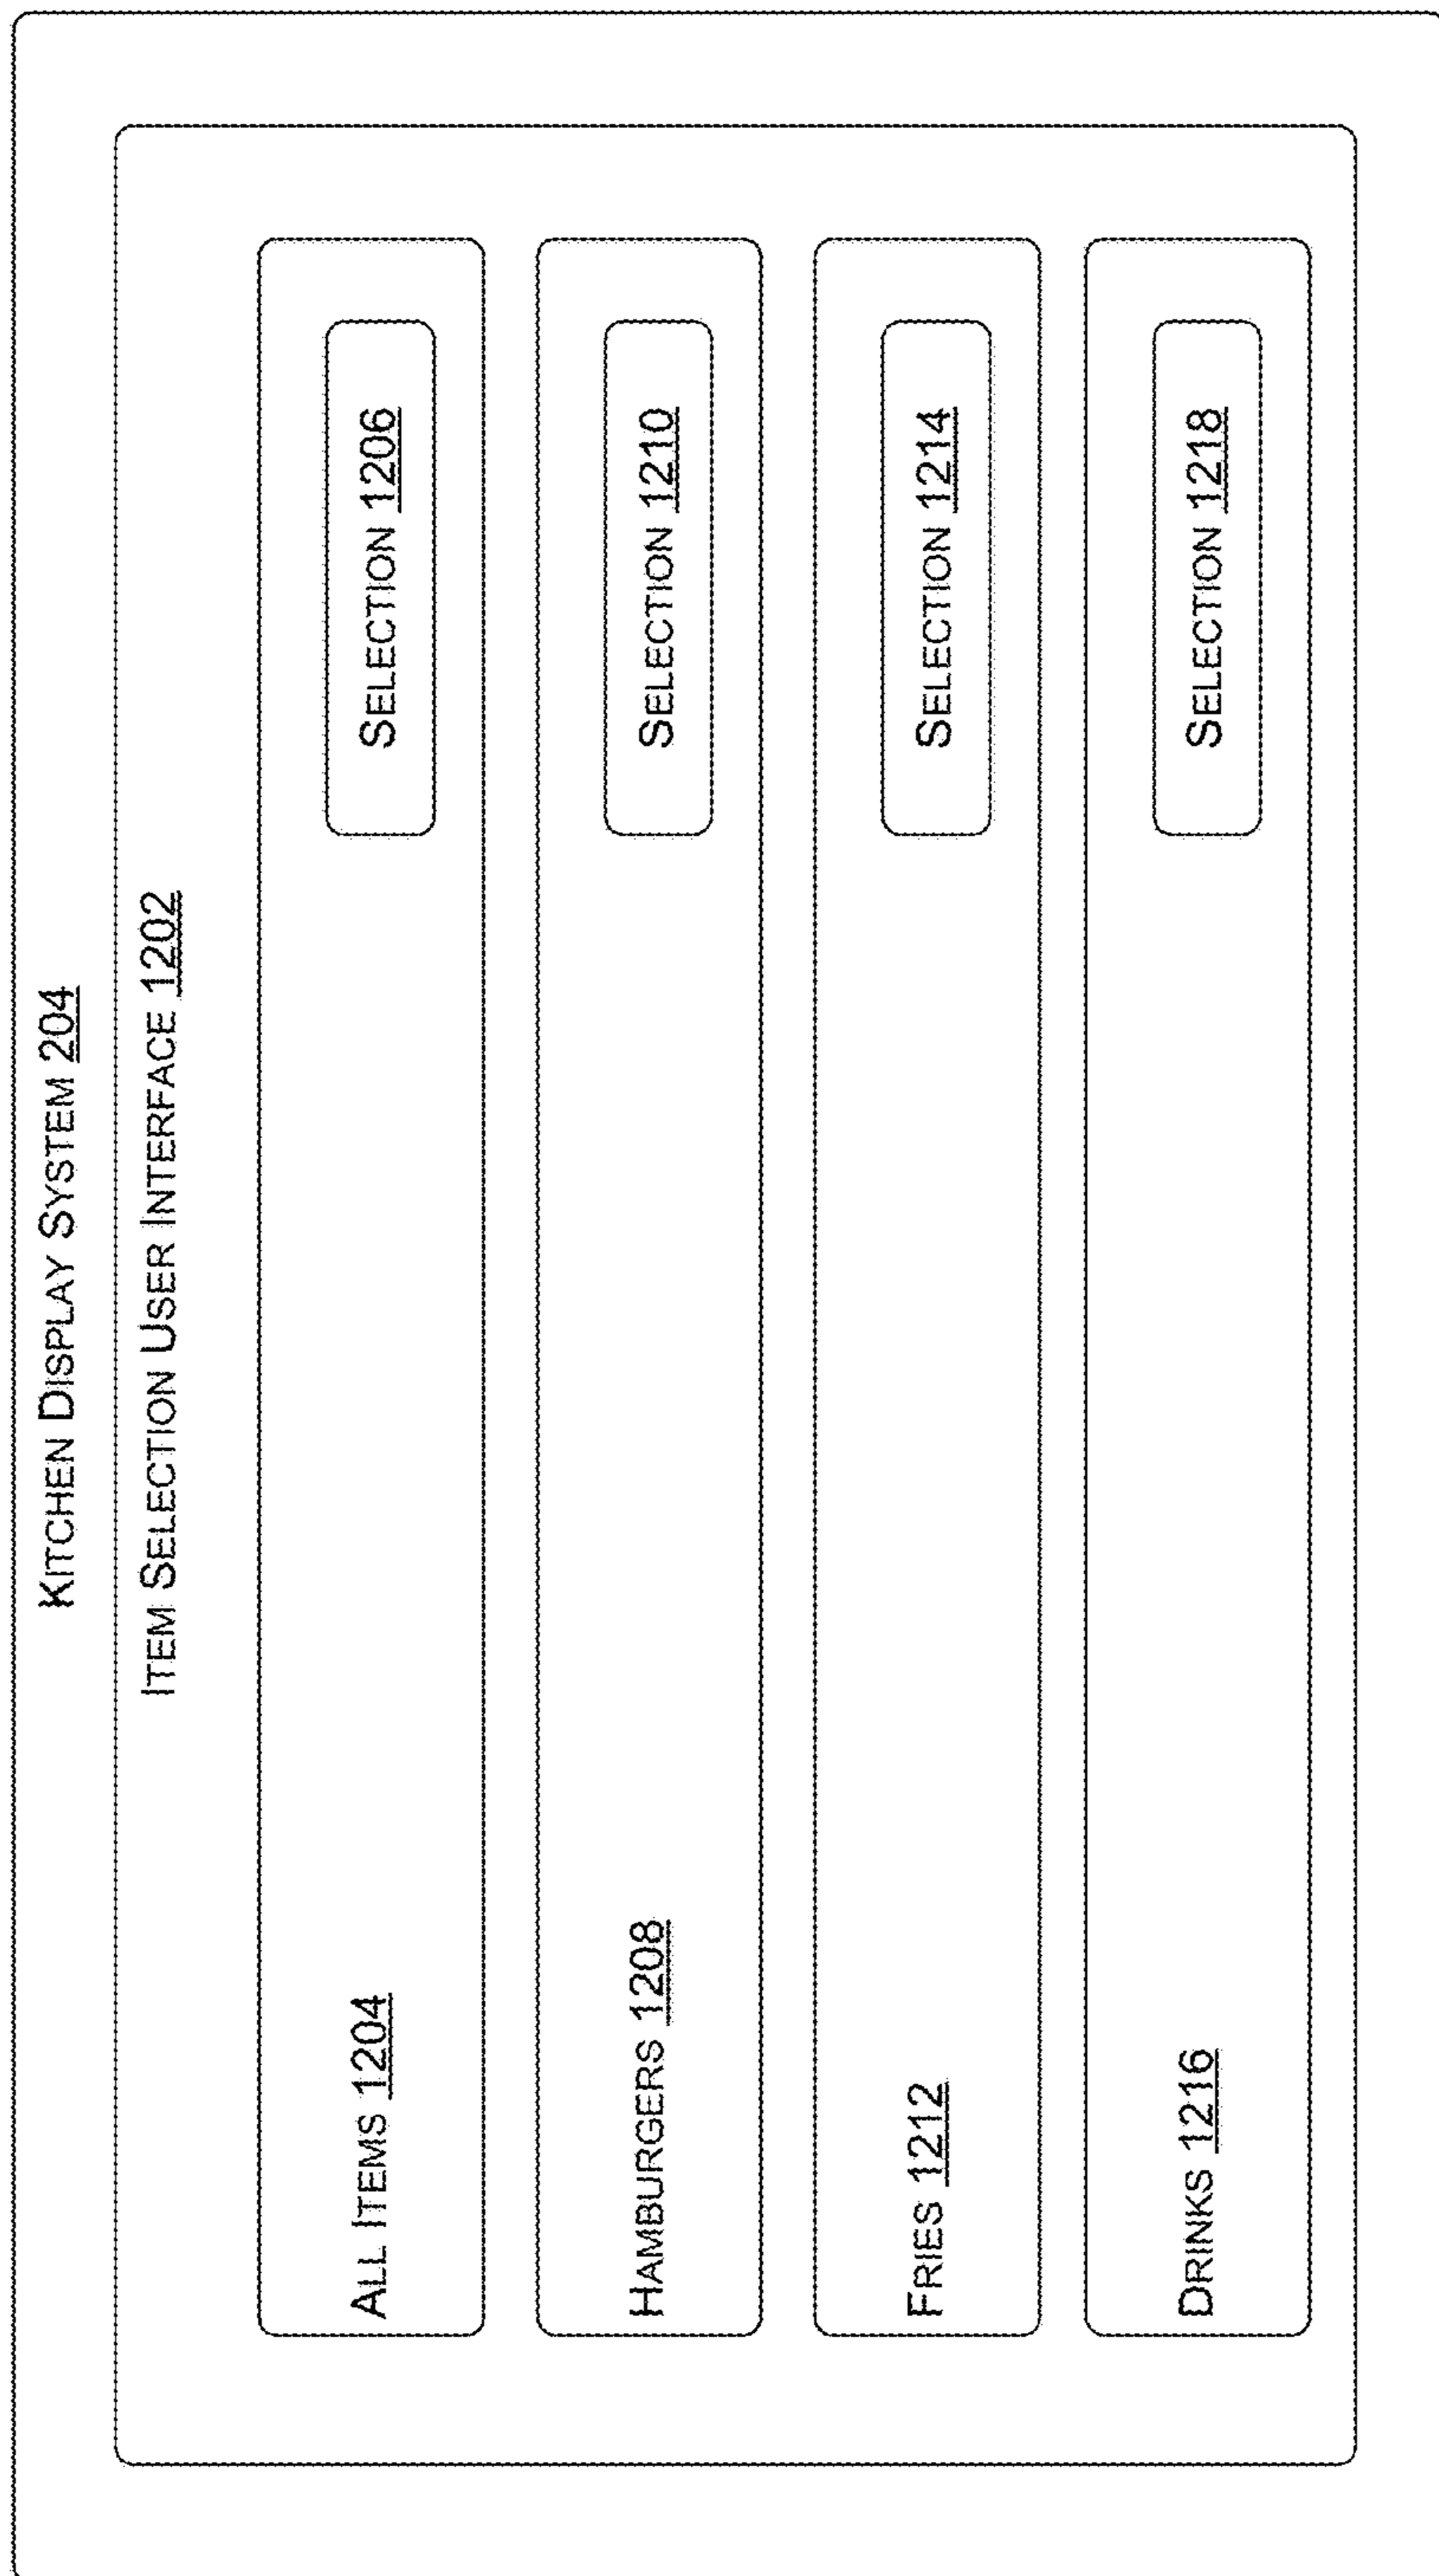 KITCHEN DISPLAY SYSTEM 204
ITEM SELECTION USER INTERFACE 1202
ALL ITEMS 1204
SELECTION 1206
HAMBURGERS 1208
SELECTION 1210
FRIES 1212
SELECTION 1214
DRINKS 1216
SELECTION 1218